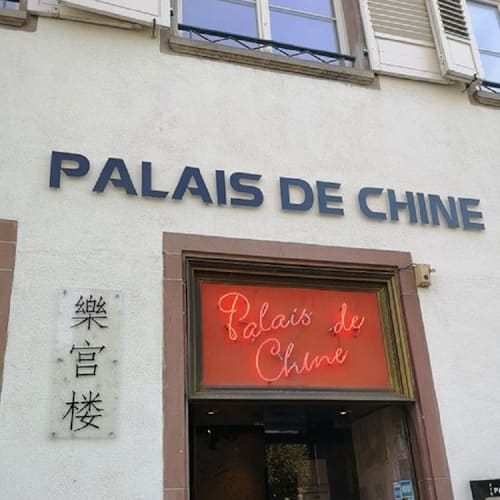 PALAIS DE CHINE
Palais de
Chine
樂
宫
楼